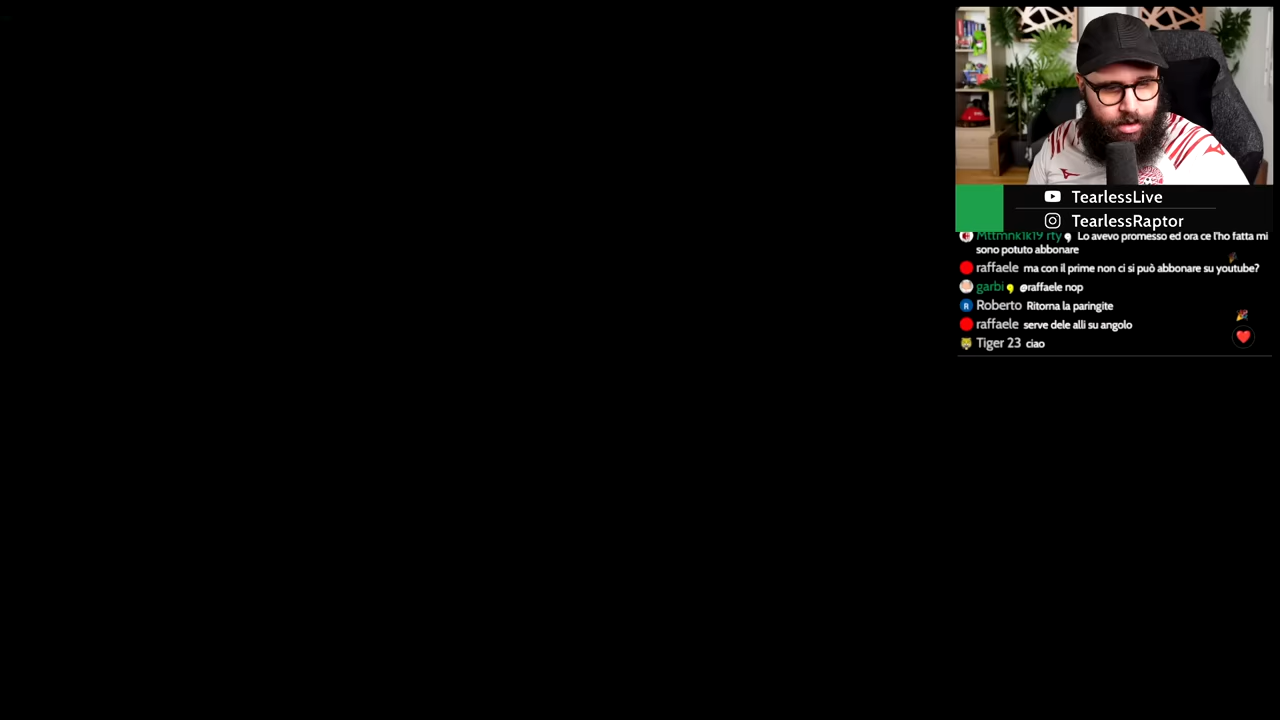 TearlessLive
TearlessRaptor
Mttmnk1k19 rty Lo avevo promesso ed ora ce l'ho fatta mi
sono potuto abbonare
raffaele ma con il prime non ci si può abbonare su youtube?
garbi @raffaele nop
R Roberto Ritorna la paringite
raffaele serve dele alli su angolo
Tiger 23 ciao